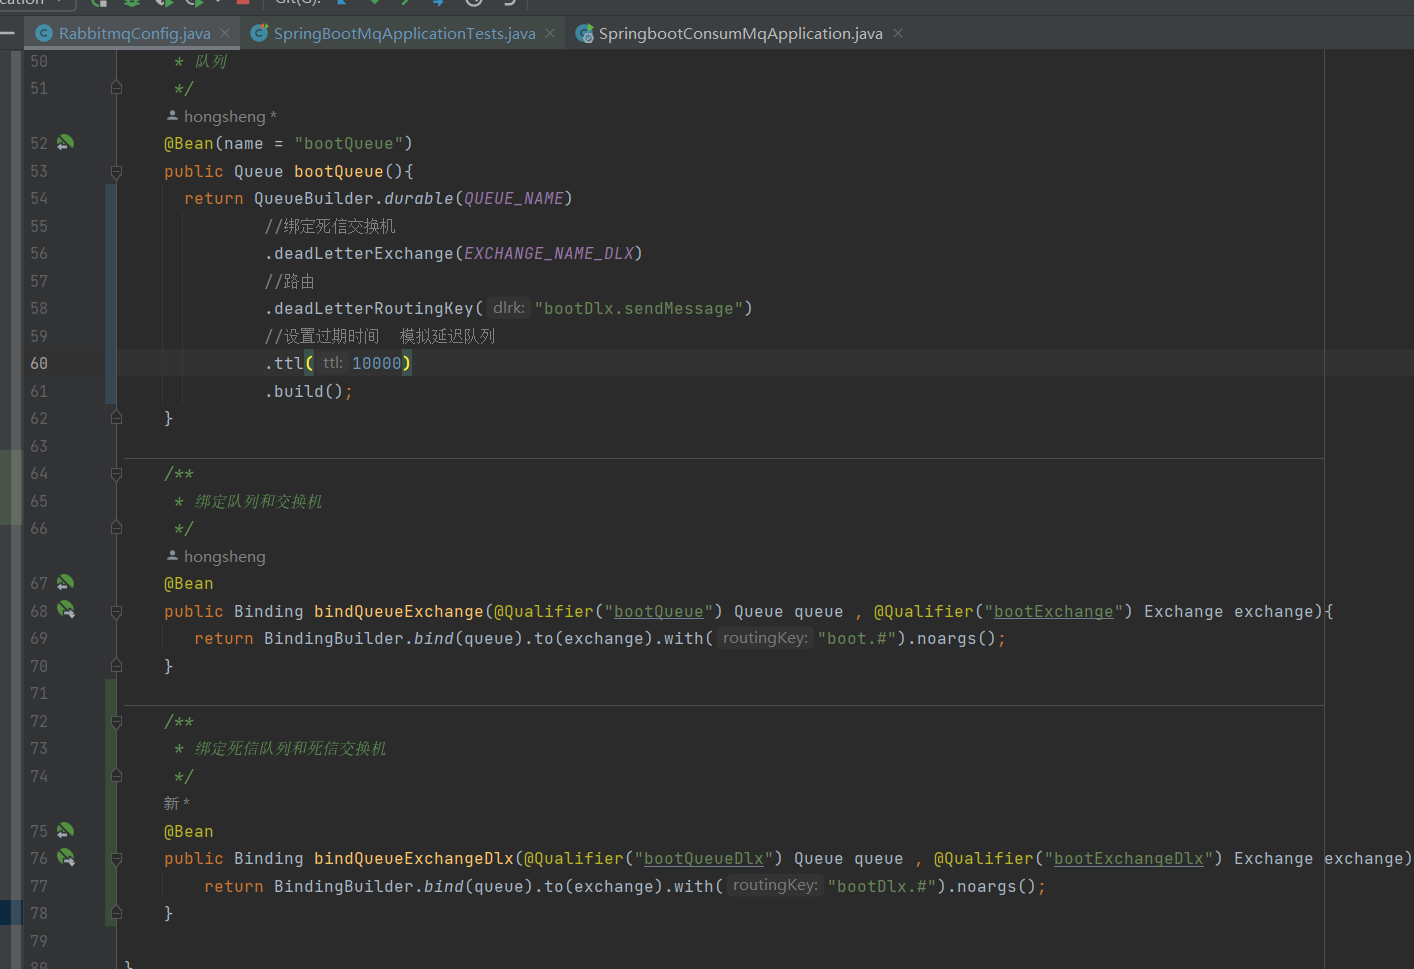 RabbitmqConfig.java SpringBootMqApplicationTests.java SpringbootConsumMqApplication.java
50 * 队列
51 */
hongsheng *
52 @Bean(name = "bootQueue")
53 public Queue bootQueue(){
54 return QueueBuilder.durable(QUEUE_NAME)
55 //绑定死信交换机
56 .deadLetterExchange(EXCHANGE_NAME_DLX)
57 //路由
58 .deadLetterRoutingKey( dlrk: "bootDlx.sendMessage")
59 //设置过期时间  模拟延迟队列
60 .ttl( ttl: 10000)
61 .build();
62 }
63
64 /**
65 * 绑定队列和交换机
66 */
hongsheng
67 @Bean
68 public Binding bindQueueExchange(@Qualifier("bootQueue") Queue queue , @Qualifier("bootExchange") Exchange exchange){
69 return BindingBuilder.bind(queue).to(exchange).with( routingKey: "boot.#").noargs();
70 }
71
72 /**
73 * 绑定死信队列和死信交换机
74 */
新 *
75 @Bean
76 public Binding bindQueueExchangeDlx(@Qualifier("bootQueueDlx") Queue queue , @Qualifier("bootExchangeDlx") Exchange exchange)
77 return BindingBuilder.bind(queue).to(exchange).with( routingKey: "bootDlx.#").noargs();
78 }
79
80 }